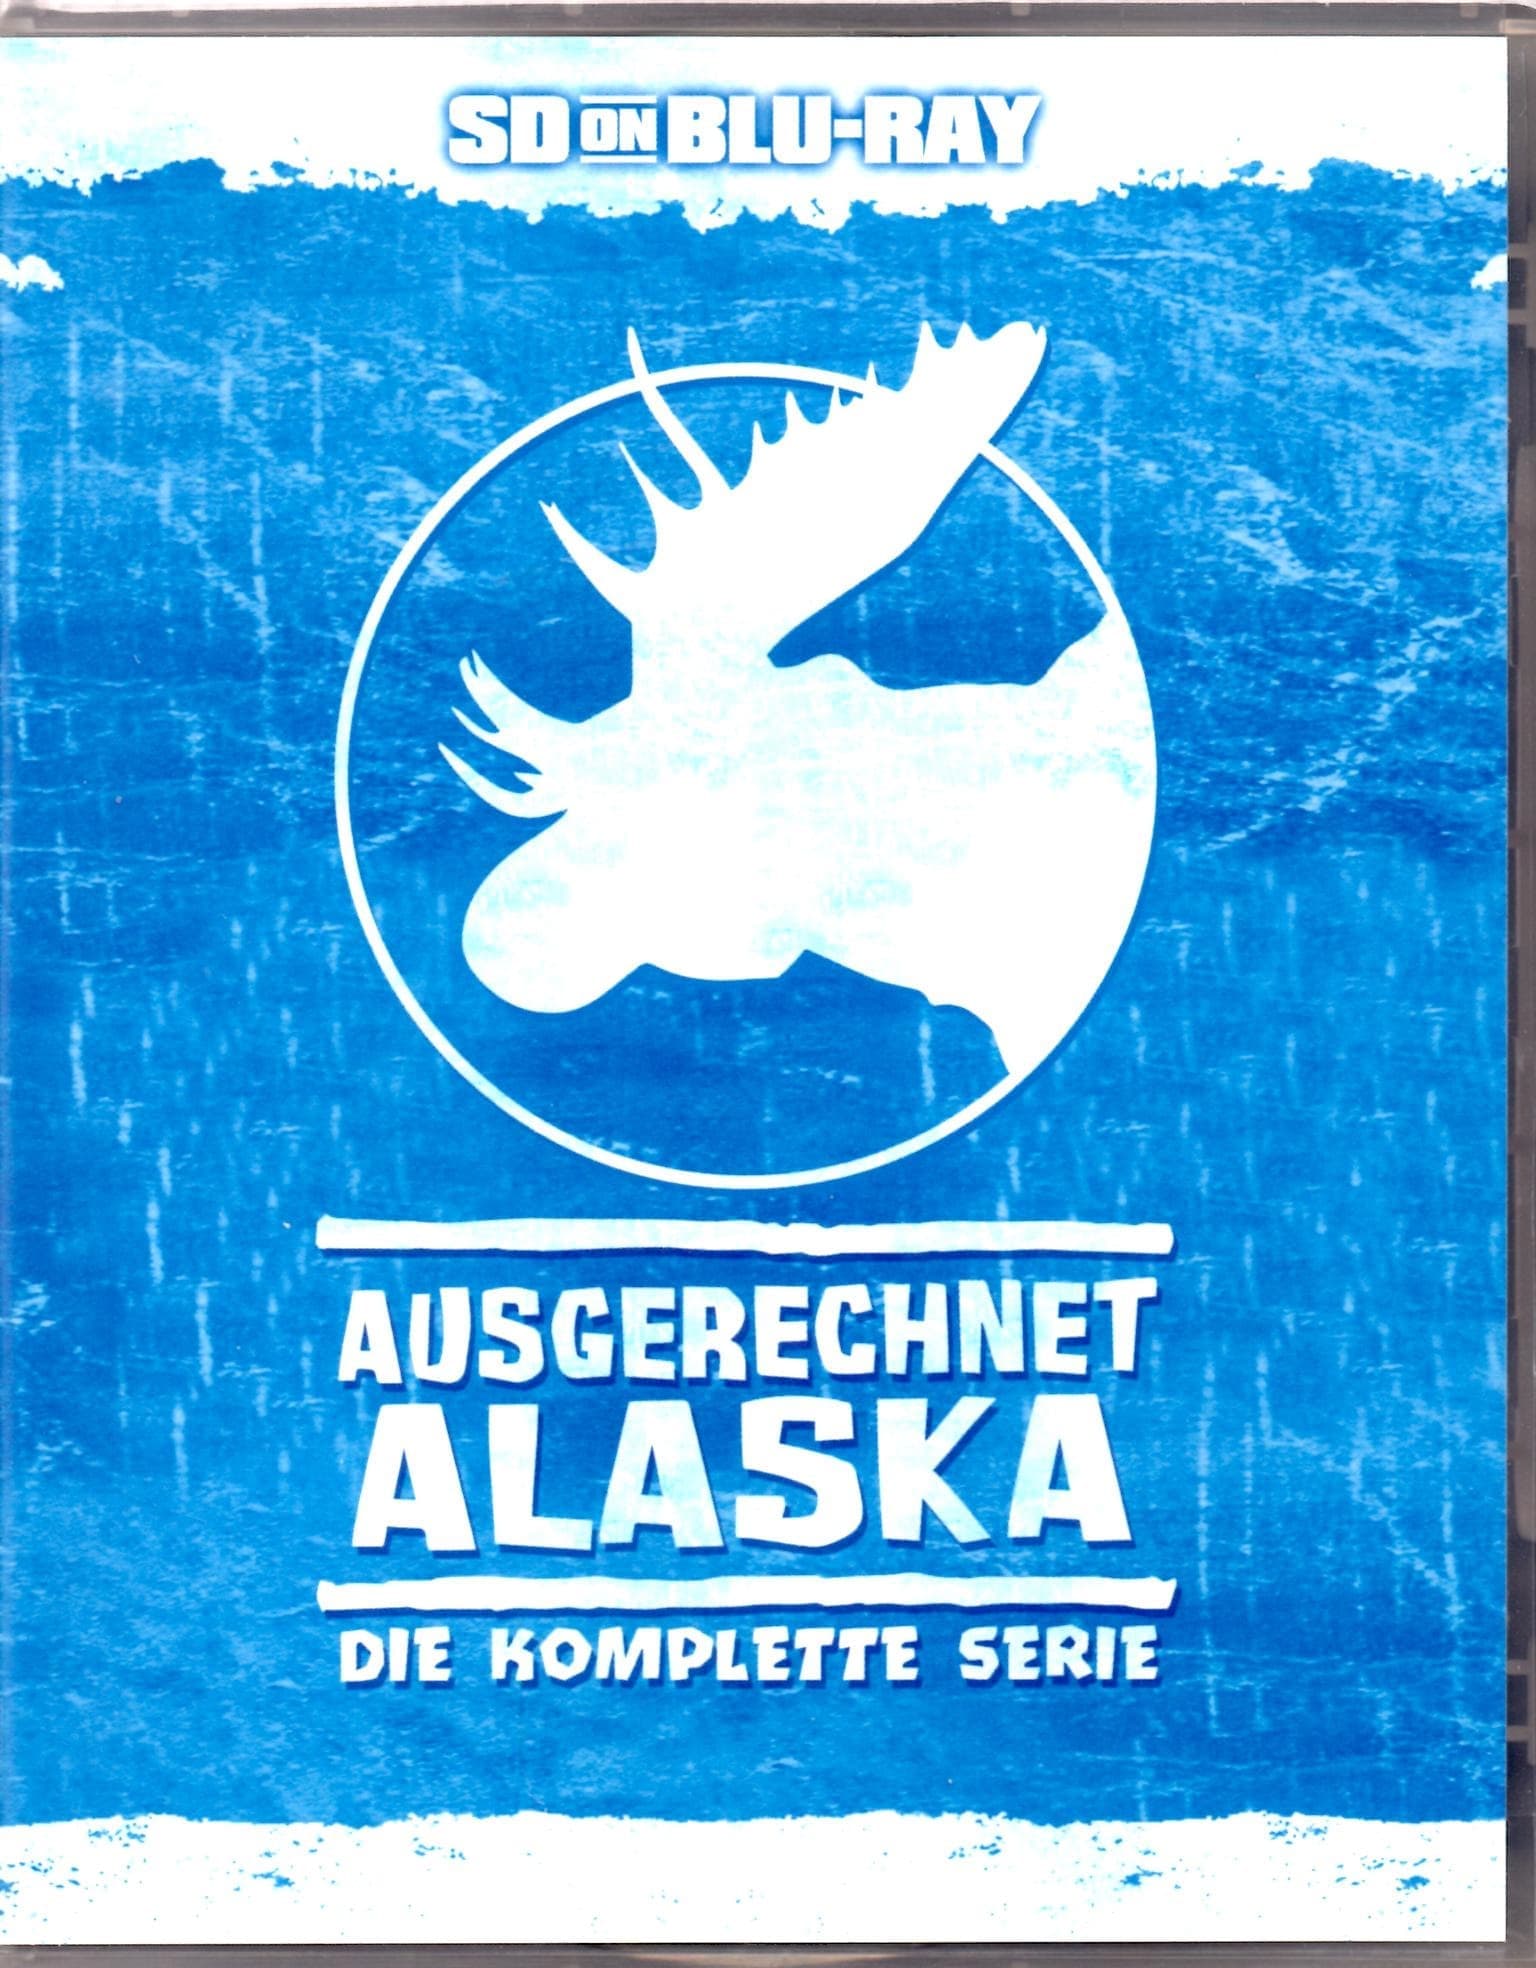 SD ON BLU-RAY
AUSGERECHNET
ALASKA
DIE KOMPLETTE SERIE